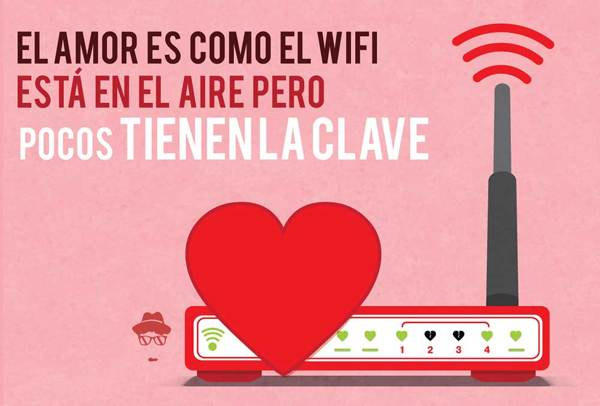 EL AMOR ES COMO EL WIFI
ESTÁ EN EL AIRE PERO
POCOS TIENEN LA CLAVE
1 2 3 4